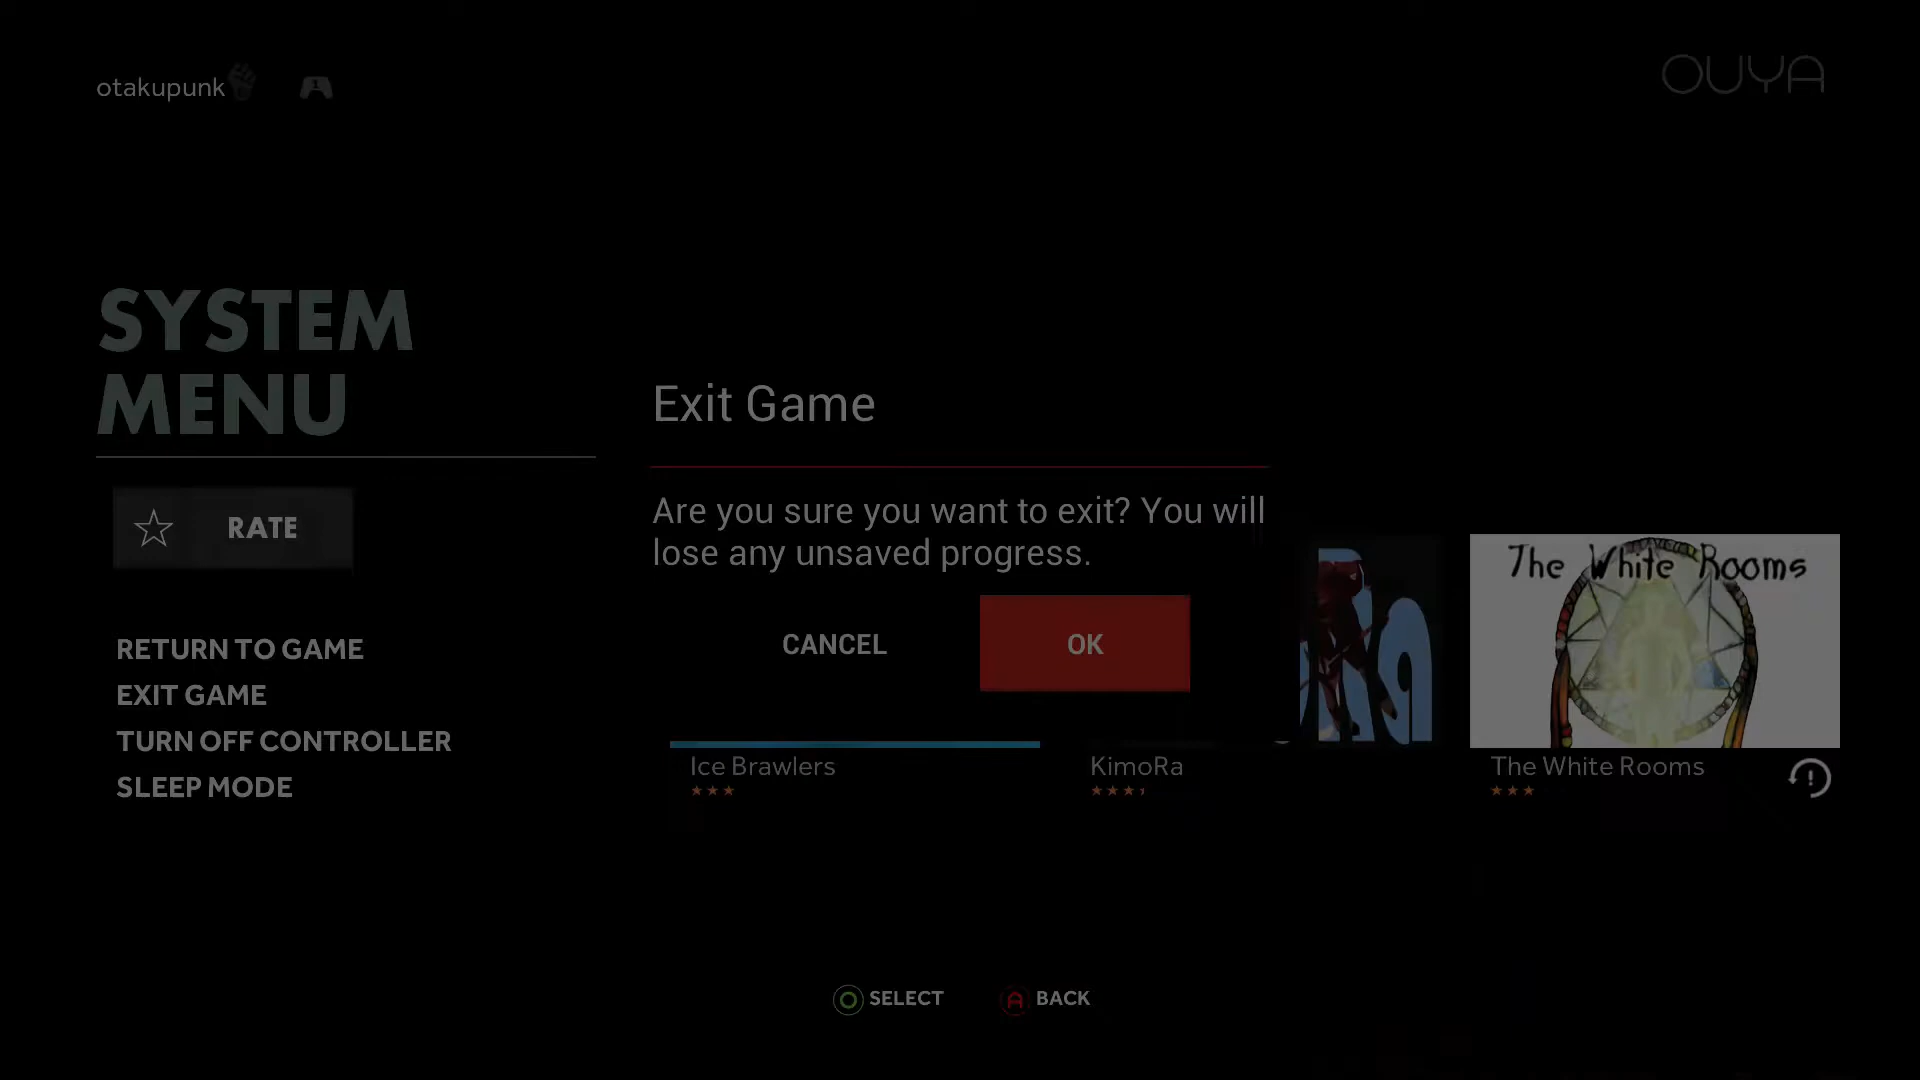 otakupunk
OUYA
SYSTEM
MENU
RATE
RETURN TO GAME
EXIT GAME
TURN OFF CONTROLLER
SLEEP MODE
Exit Game
Are you sure you want to exit? You will
lose any unsaved progress.
CANCEL
OK
The White Rooms
Ice Brawlers
KimoRa
The White Rooms
SELECT
BACK